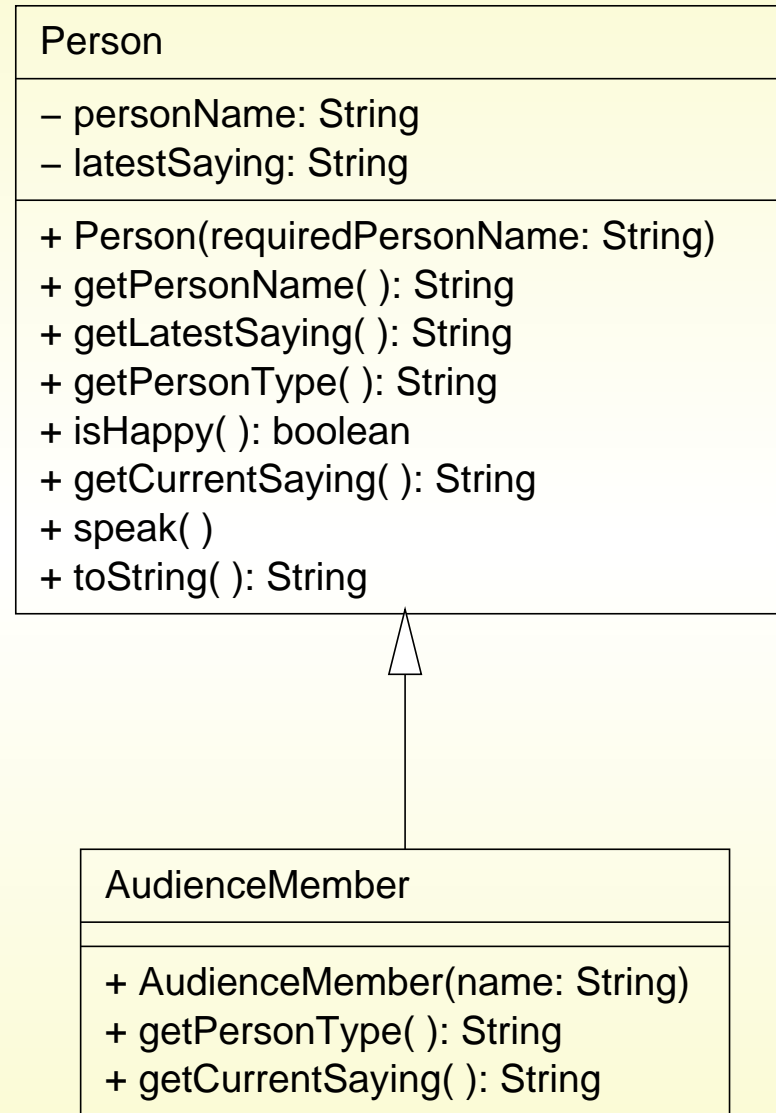 Person
– personName: String
– latestSaying: String
+ Person(requiredPersonName: String)
+ getPersonName( ): String
+ getLatestSaying( ): String
+ getPersonType( ): String
+ isHappy( ): boolean
+ getCurrentSaying( ): String
+ speak( )
+ toString( ): String
AudienceMember
+ AudienceMember(name: String)
+ getPersonType( ): String
+ getCurrentSaying( ): String